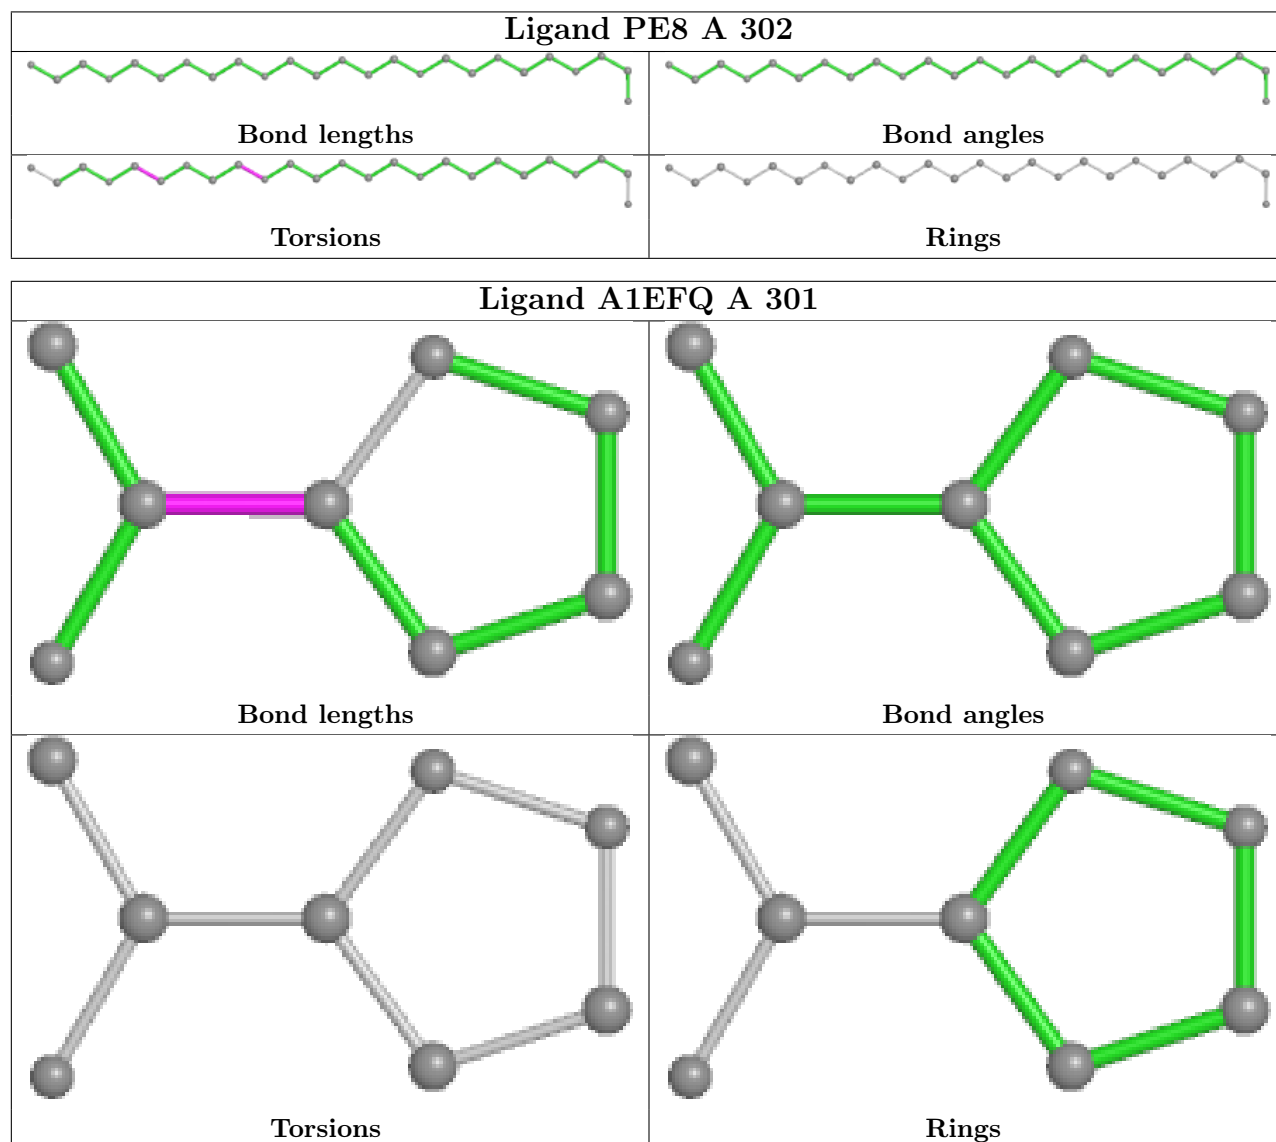 Ligand PE8 A 302
Bond lengths
Bond angles
Torsions
Rings
Ligand A1EFQ A 301
Bond lengths
Bond angles
Torsions
Rings